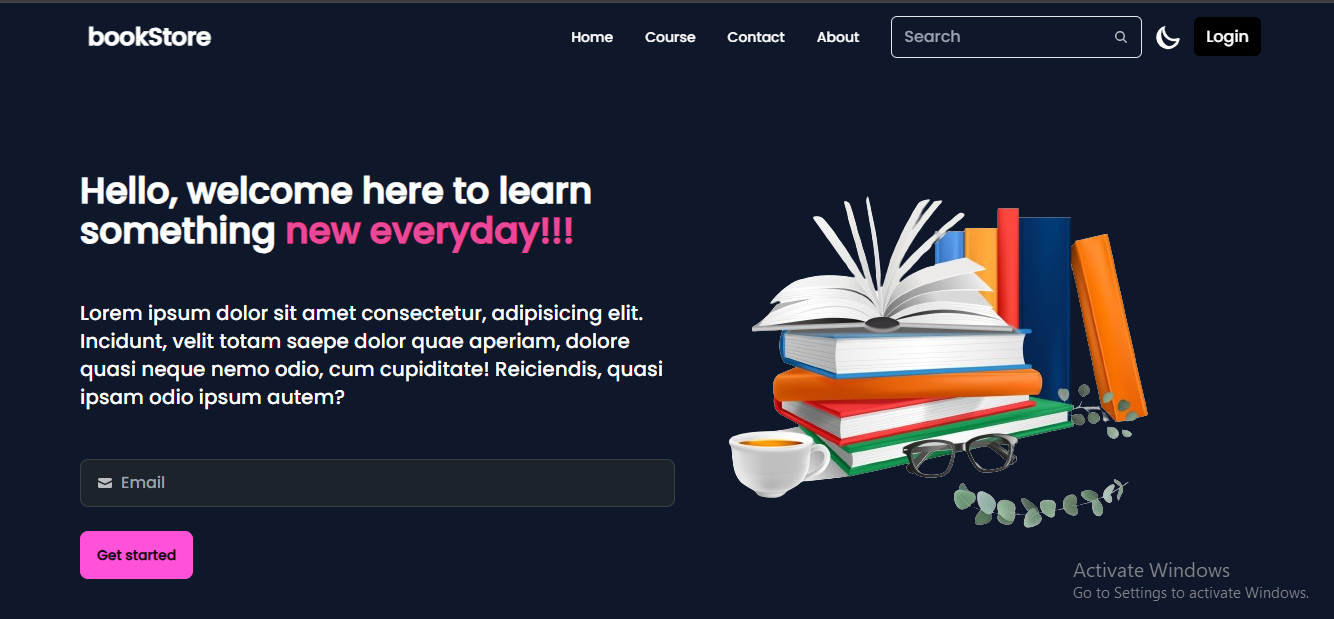 bookStore
Home Course Contact About Search Login
Hello, welcome here to learn
something new everyday!!!
Lorem ipsum dolor sit amet consectetur, adipisicing elit.
Incidunt, velit totam saepe dolor quae aperiam, dolore
quasi neque nemo odio, cum cupiditate! Reiciendis, quasi
ipsam odio ipsum autem?
Email
Get started
Activate Windows
Go to Settings to activate Windows.